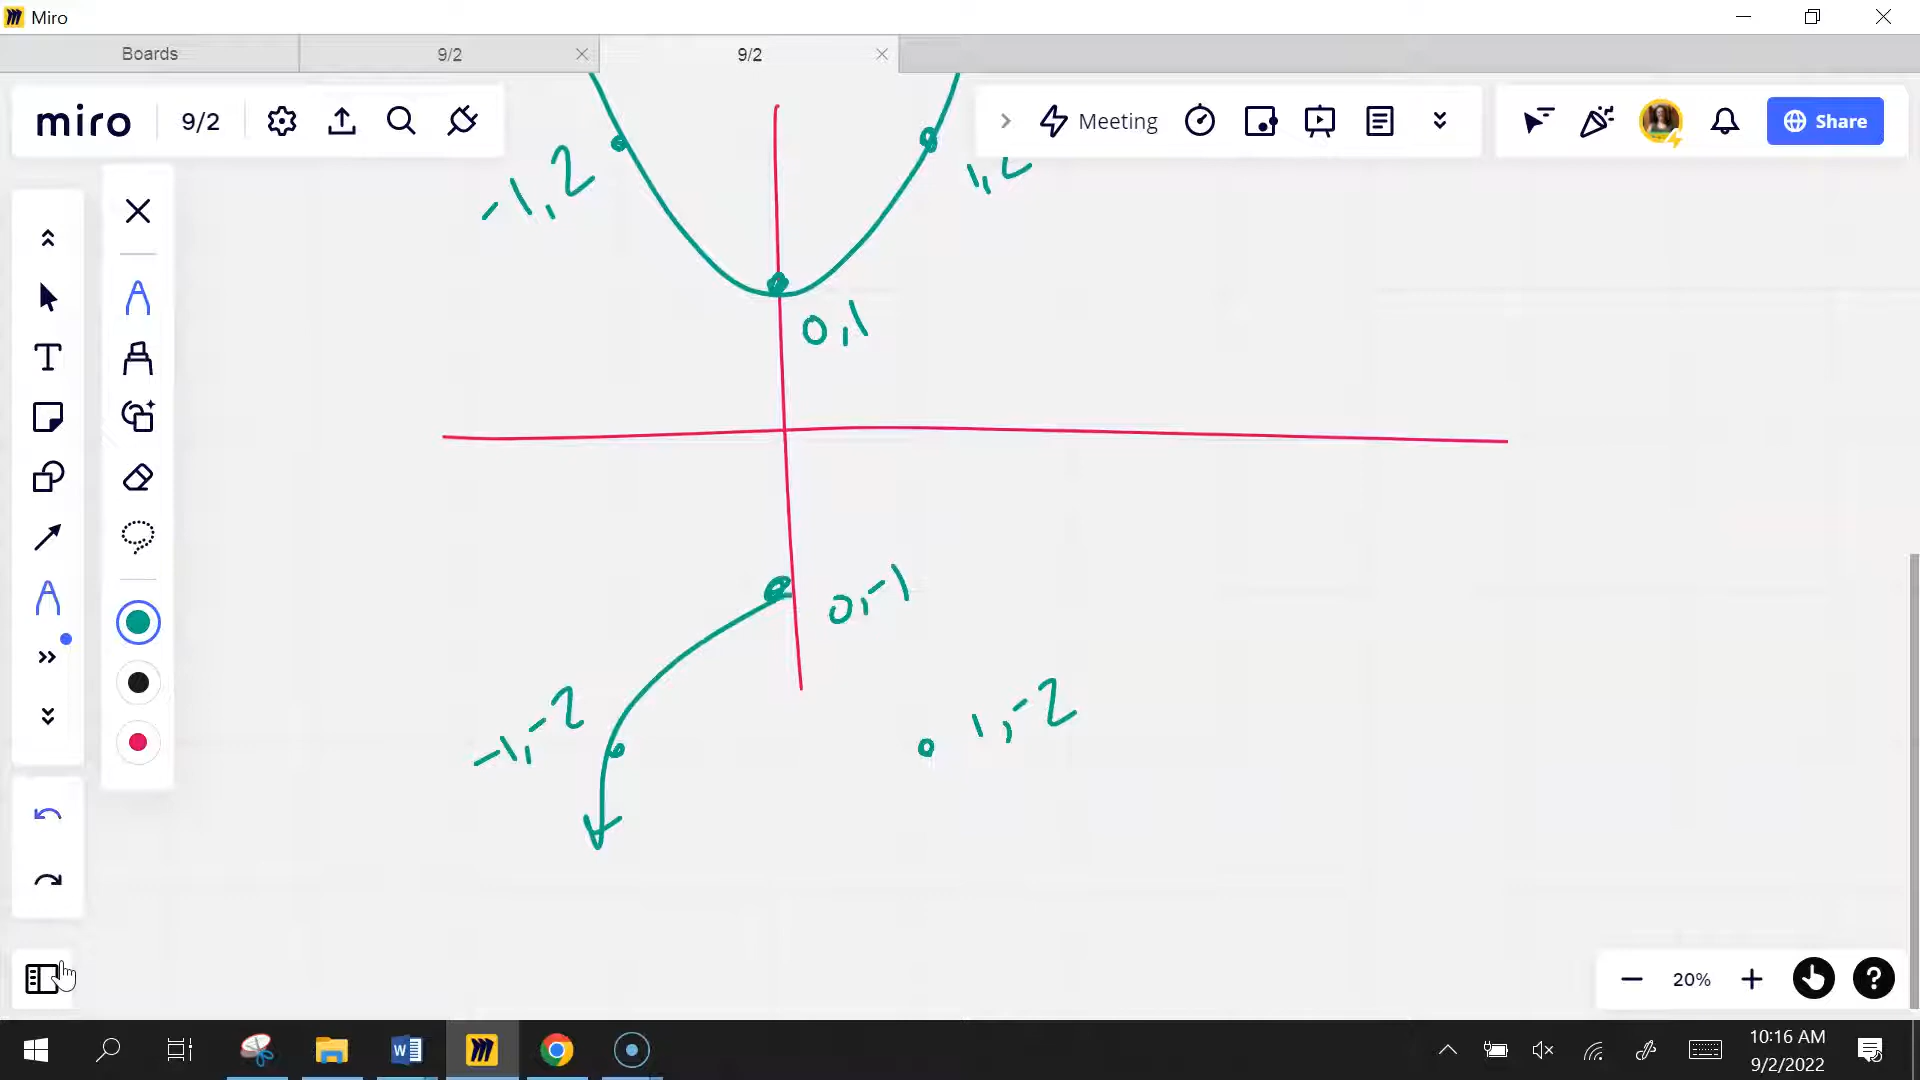 Miro
Boards
9/2
9/2
miro
9/2
Meeting
Share
-1,2
1,2
0,1
0,-1
-1,-2
1,-2
20%
10:16 AM
9/2/2022